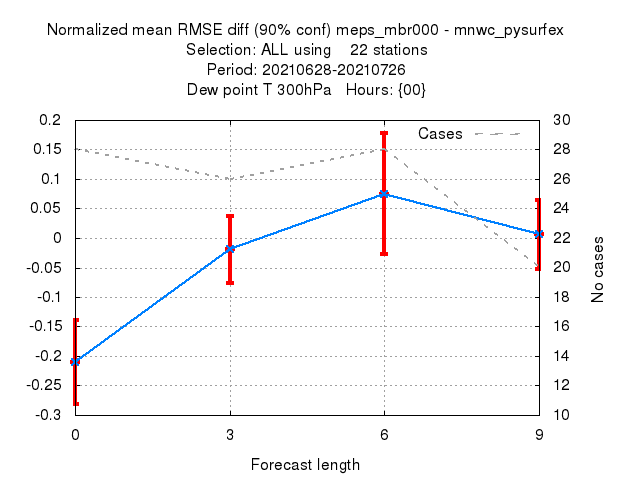 Normalized mean RMSE diff (90% conf) meps_mbr000 - mnwc_pysurfex
Selection: ALL using 22 stations
Period: 20210628-20210726
Dew point T 300hPa Hours: {00}
Cases
0.2
0.15
0.1
0.05
0
-0.05
-0.1
-0.15
-0.2
-0.25
-0.3
30
28
26
24
22
20
18
16
14
12
10
No cases
0 3 6 9
Forecast length